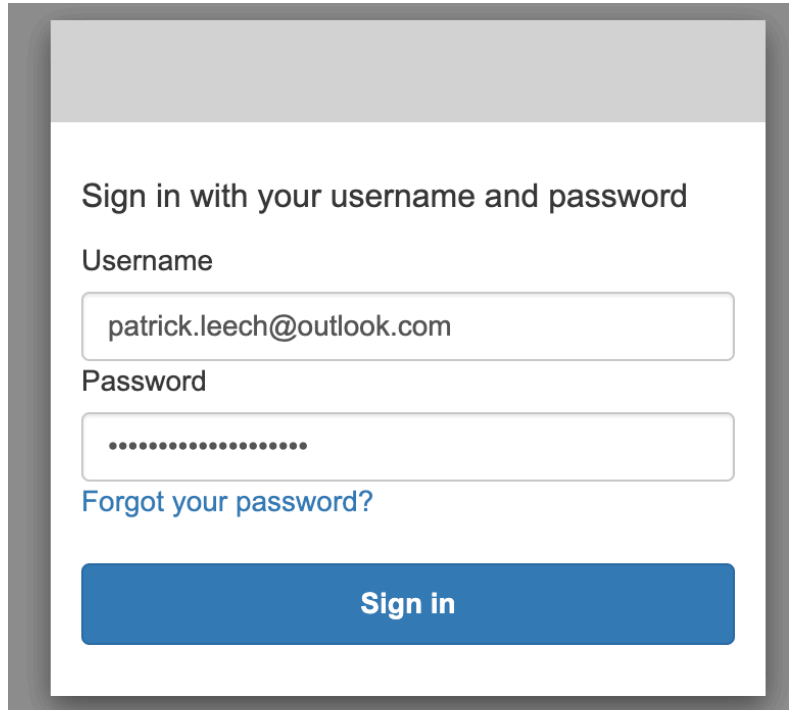 Sign in with your username and password
Username
patrick.leech@outlook.com
Password
••••••••••••••••••••
Forgot your password?
Sign in